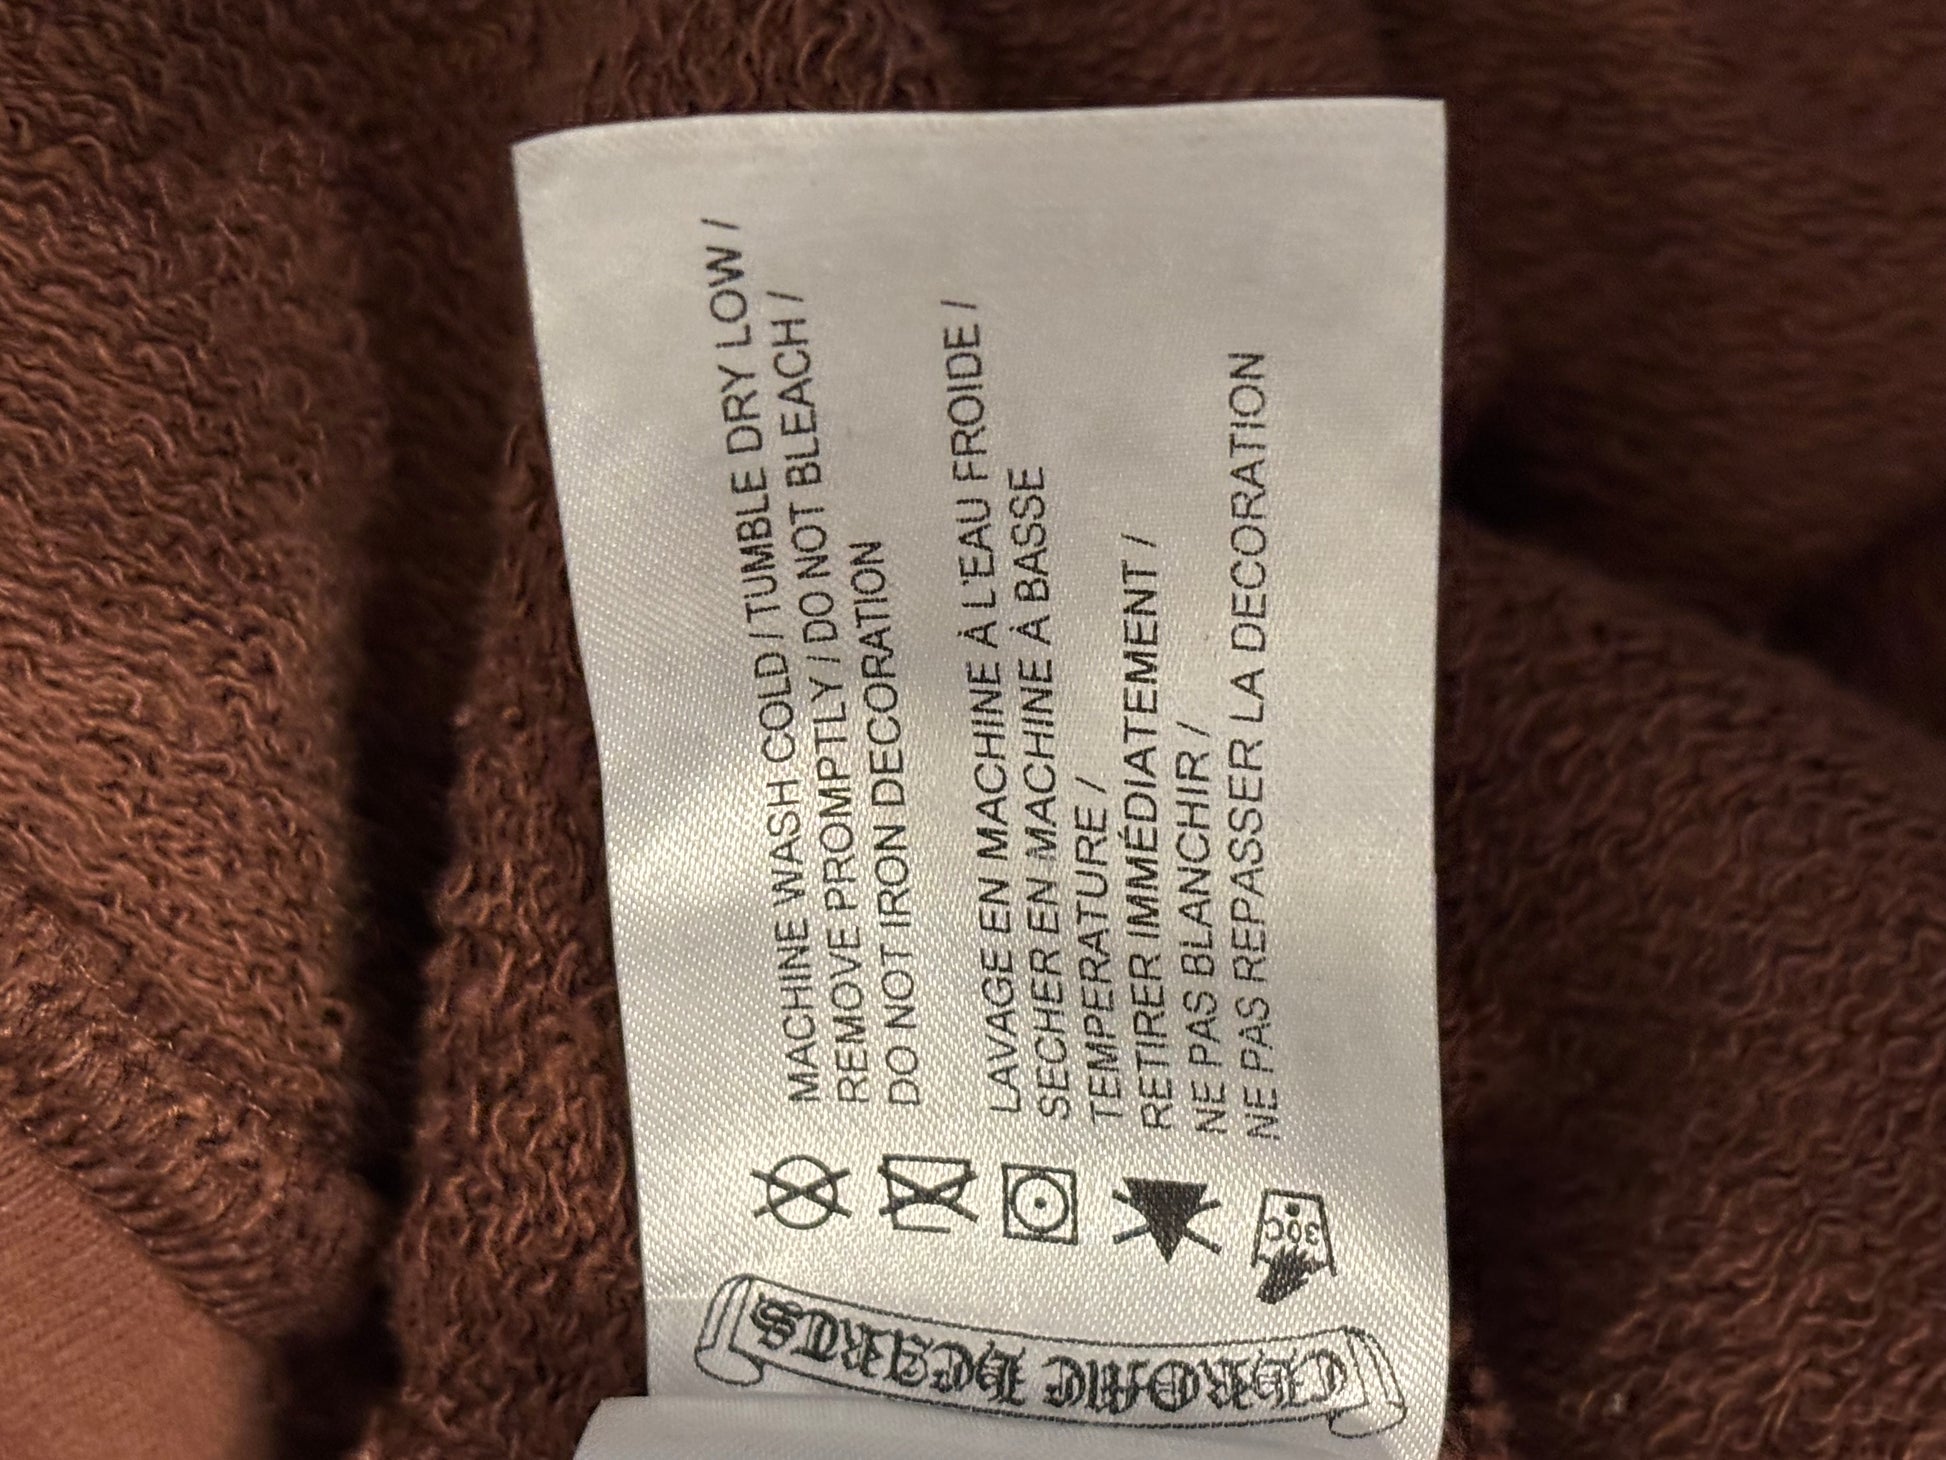 MACHINE WASH COLD / TUMBLE DRY LOW /
REMOVE PROMPTLY / DO NOT BLEACH /
DO NOT IRON DECORATION
LAVAGE EN MACHINE À L'EAU FROIDE /
SECHER EN MACHINE À BASSE
TEMPERATURE /
RETIRER IMMÉDIATEMENT /
NE PAS BLANCHIR /
NE PAS REPASSER LA DECORATION
30C
CHROME HEARTS